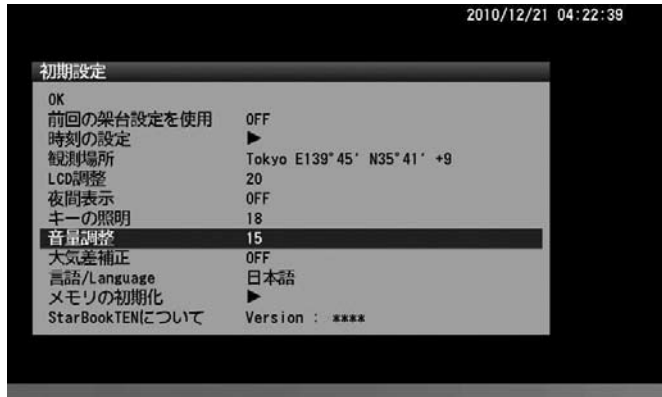 2010/12/21 04:22:39
初期設定
OK
前回の架台設定を使用 OFF
時刻の設定 ▶
観測場所 Tokyo E139°45′ N35°41′ +9
LCD調整 20
夜間表示 OFF
キーの照明 18
音量調整 15
大気差補正 OFF
言語/Language 日本語
メモリの初期化 ▶
StarBookTENについて Version : ****